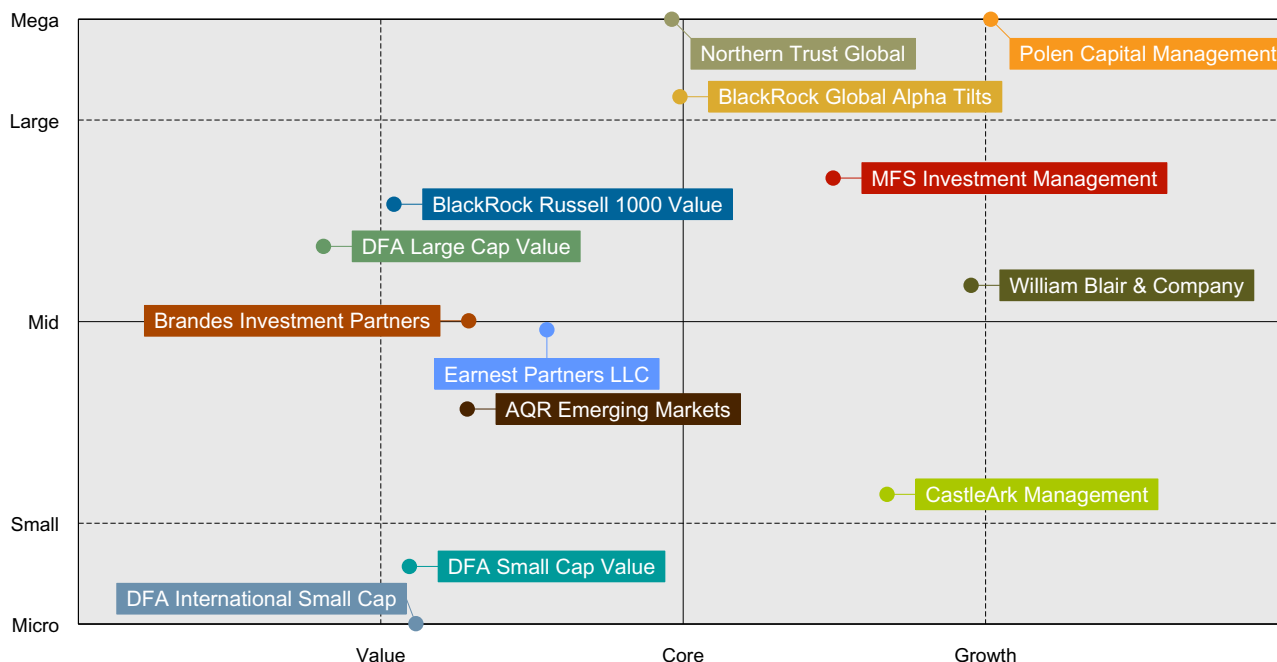 Mega
Northern Trust Global
Polen Capital Management
BlackRock Global Alpha Tilts
Large
MFS Investment Management
BlackRock Russell 1000 Value
DFA Large Cap Value
William Blair & Company
Mid
Brandes Investment Partners
Earnest Partners LLC
AQR Emerging Markets
CastleArk Management
Small
DFA Small Cap Value
DFA International Small Cap
Micro
Value
Core
Growth